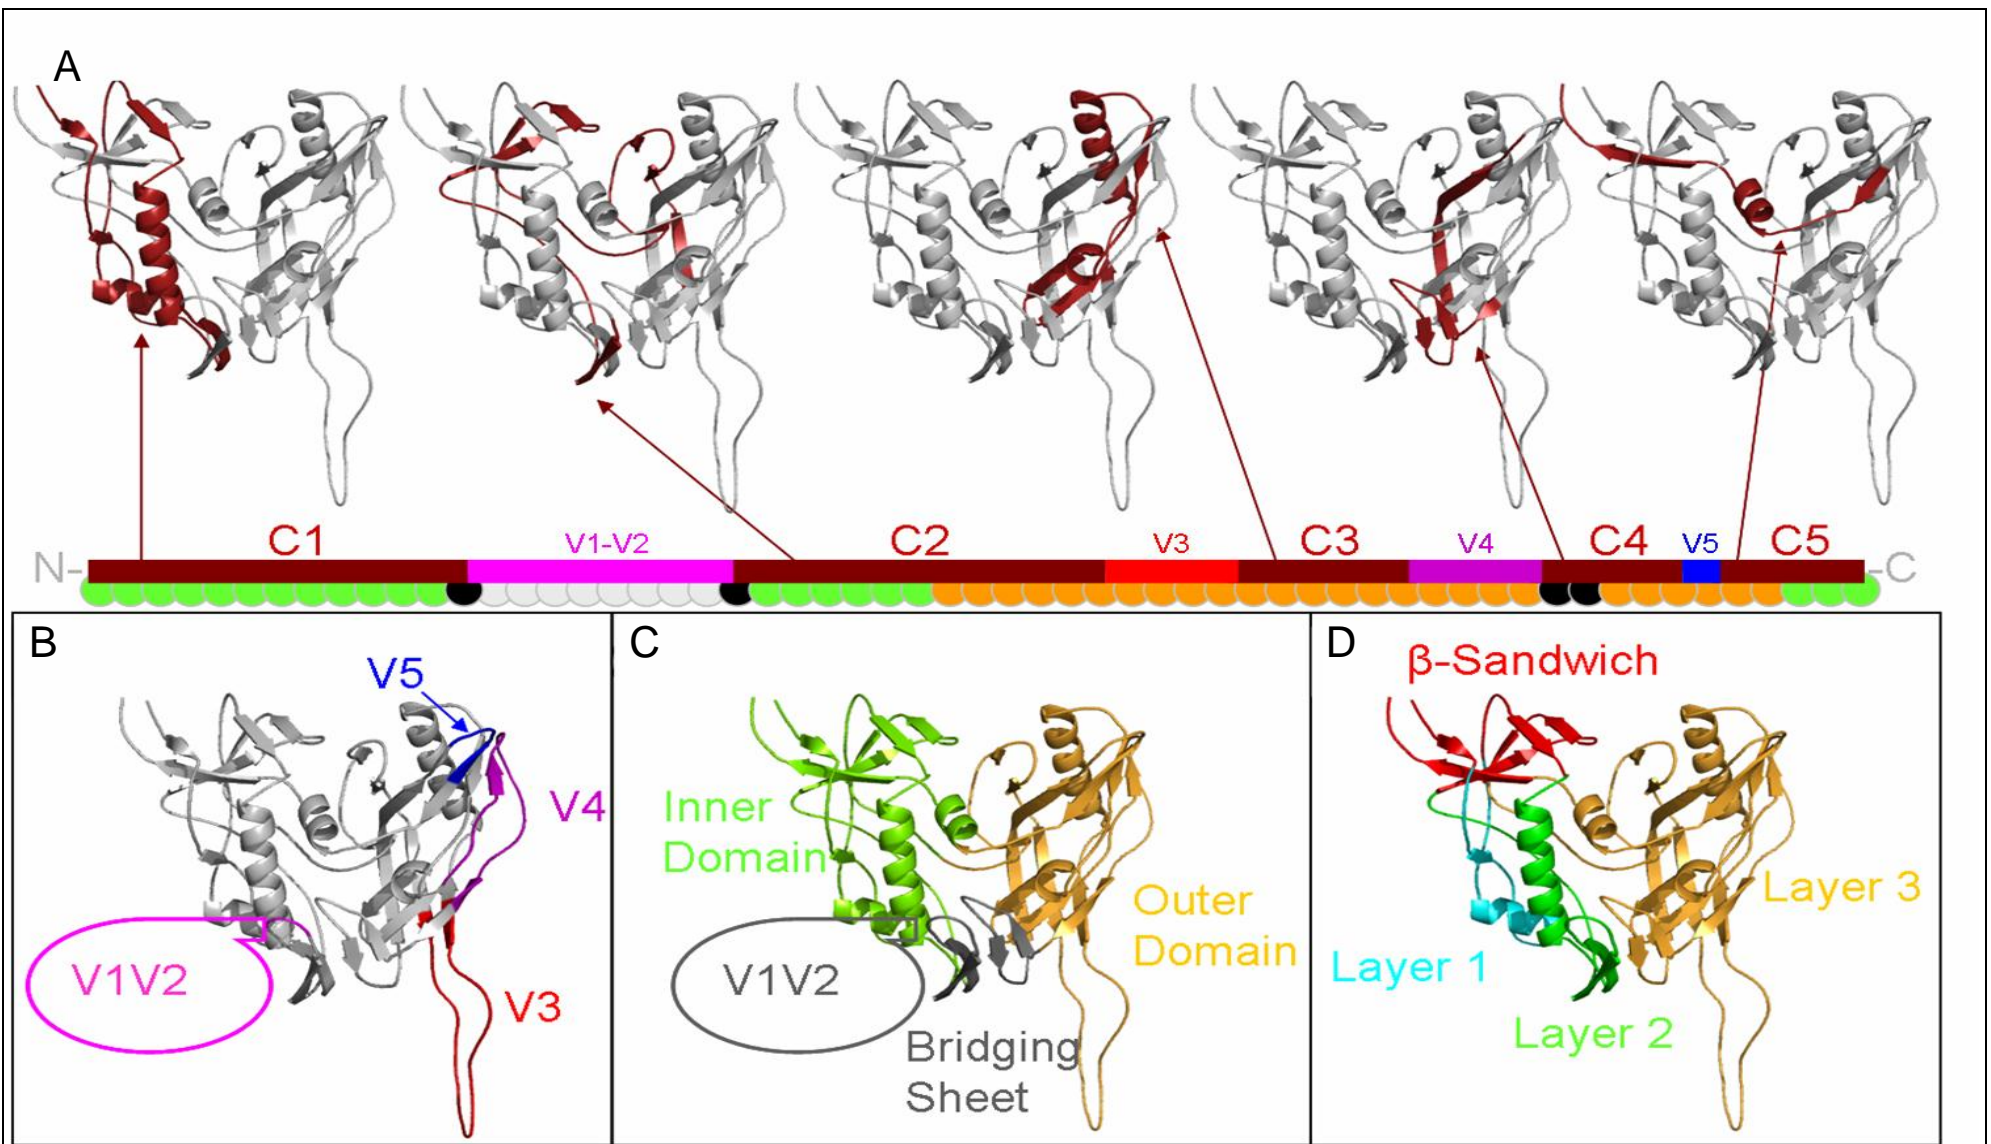 A
C1
V1-V2
C2
V3
C3
V4
C4
V5
C5
N-
-C
B
V5
V4
V1V2
V3
C
Inner
Domain
Outer
Domain
V1V2
Bridging
Sheet
D
β-Sandwich
Layer 3
Layer 1
Layer 2